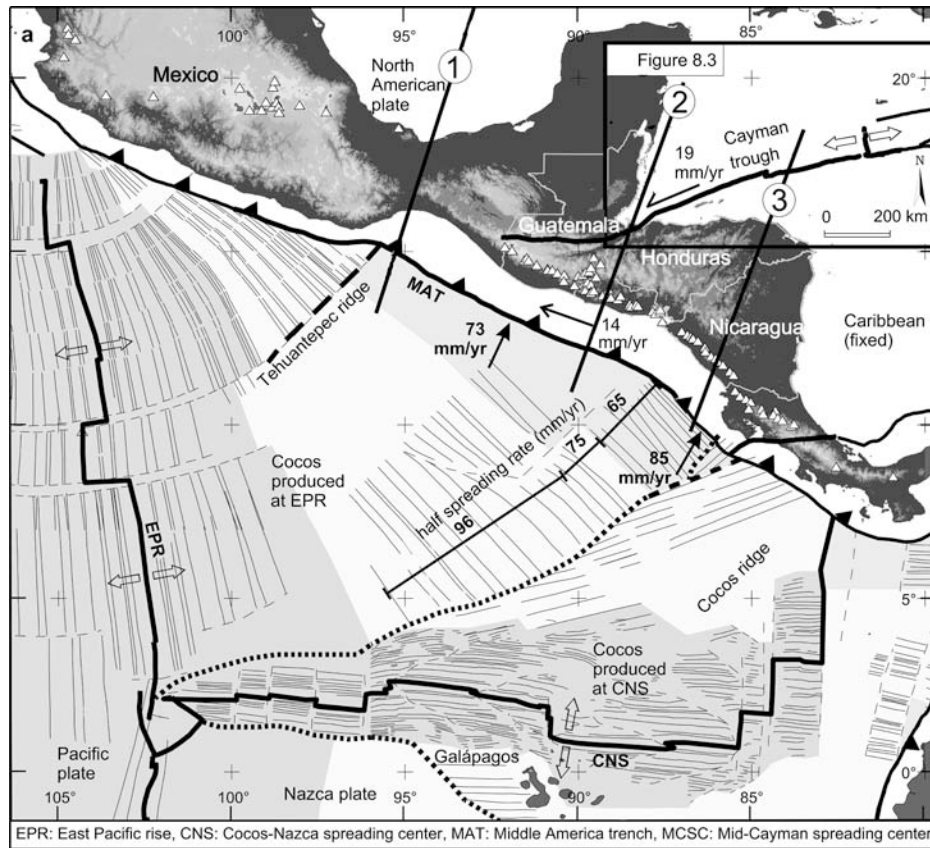 a
100°
95°
90°
85°
Figure 8.3
20°
Mexico
North
American
plate
1
2
3
Cayman
trough
19
mm/yr
N
0 200 km
Guatemala
Honduras
Nicaragua
Caribbean
(fixed)
MAT
Tehuantepec ridge
73
mm/yr
14
mm/yr
65
75
96
half spreading rate (mm/yr)
85
mm/yr
Cocos
produced
at EPR
EPR
Cocos ridge
5°
Cocos
produced
at CNS
CNS
Pacific
plate
Galápagos
Nazca plate
0°
105°
100°
95°
90°
85°
EPR: East Pacific rise, CNS: Cocos-Nazca spreading center, MAT: Middle America trench, MCSC: Mid-Cayman spreading center